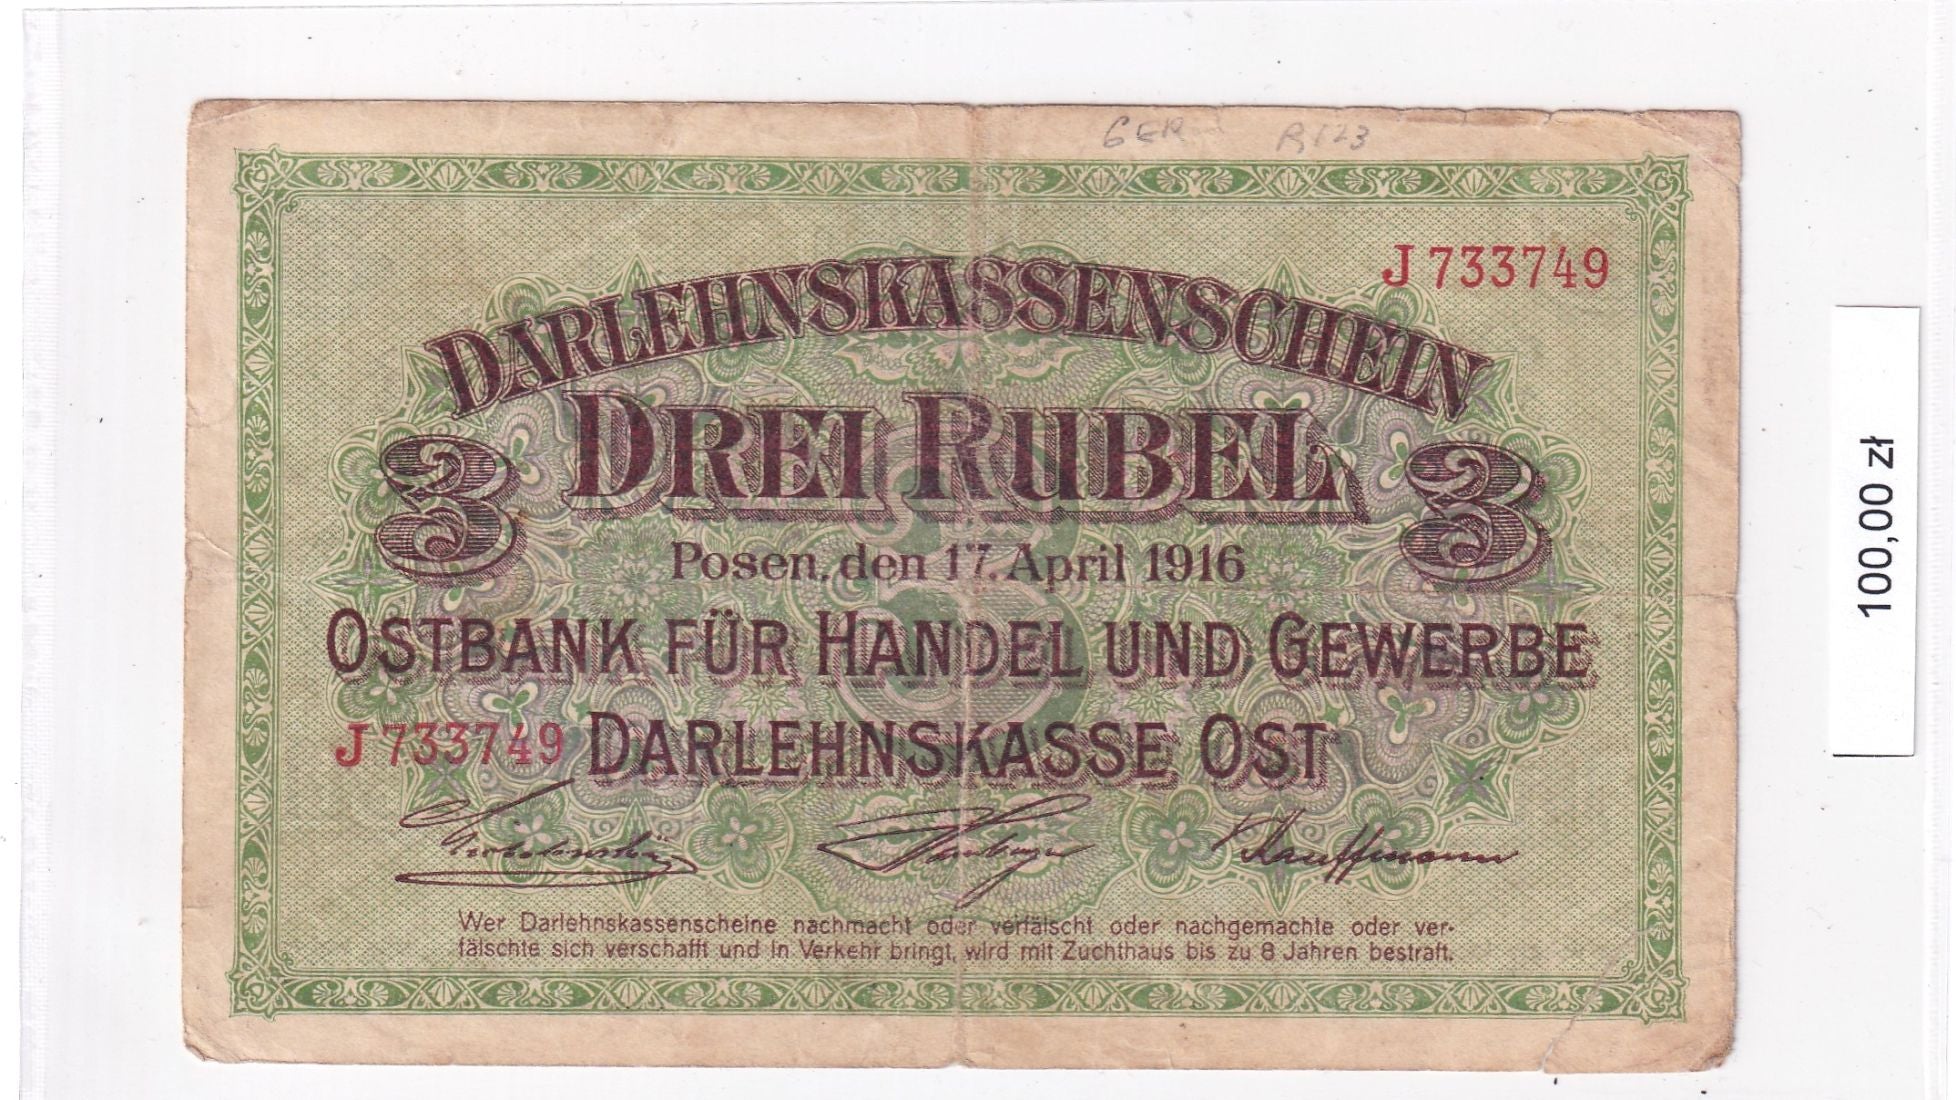 GER R123
J 733749
DARLEHNSKASSENSCHEIN
3 DREI RUBEL 3
Posen, den 17. April 1916
OSTBANK FÜR HANDEL UND GEWERBE
J 733749 DARLEHNSKASSE OST
Kauffmann
Wer Darlehnskassenscheine nachmacht oder verfälscht oder nachgemachte oder ver-
fälschte sich verschafft und in Verkehr bringt, wird mit Zuchthaus bis zu 8 Jahren bestraft.
100,00 zł